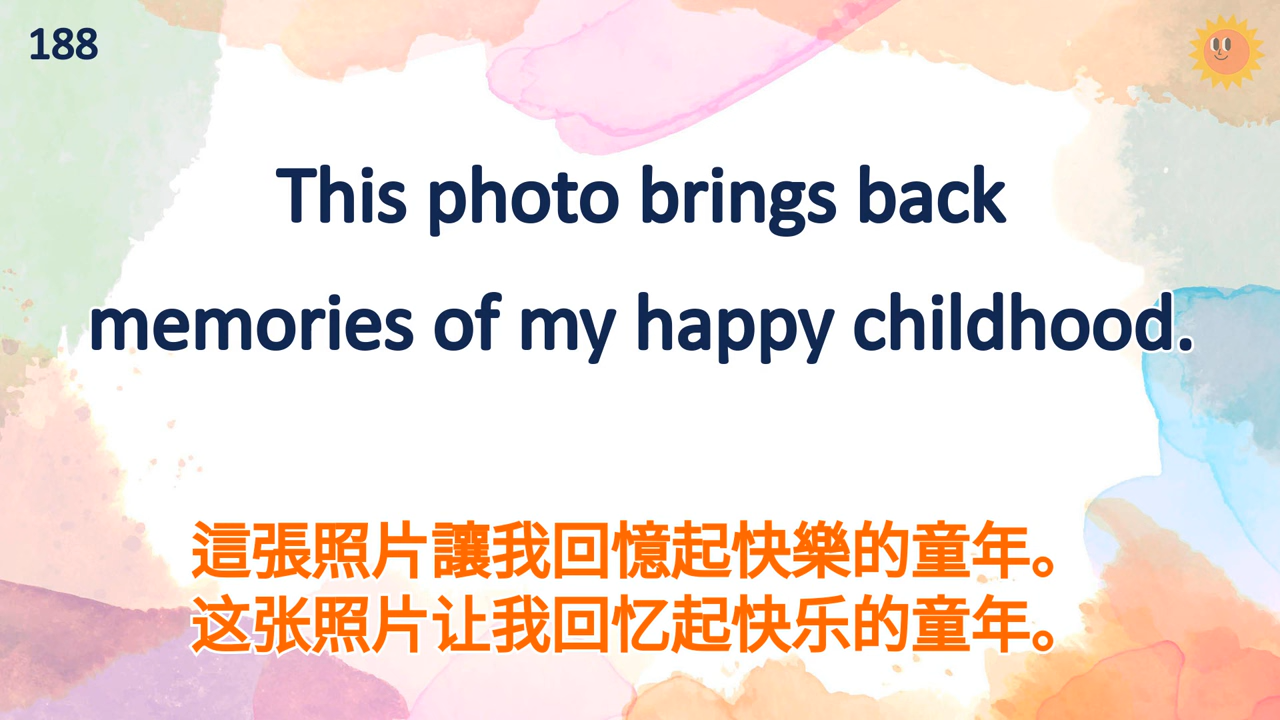 188
This photo brings back
memories of my happy childhood.
這張照片讓我回憶起快樂的童年。
这张照片让我回忆起快乐的童年。